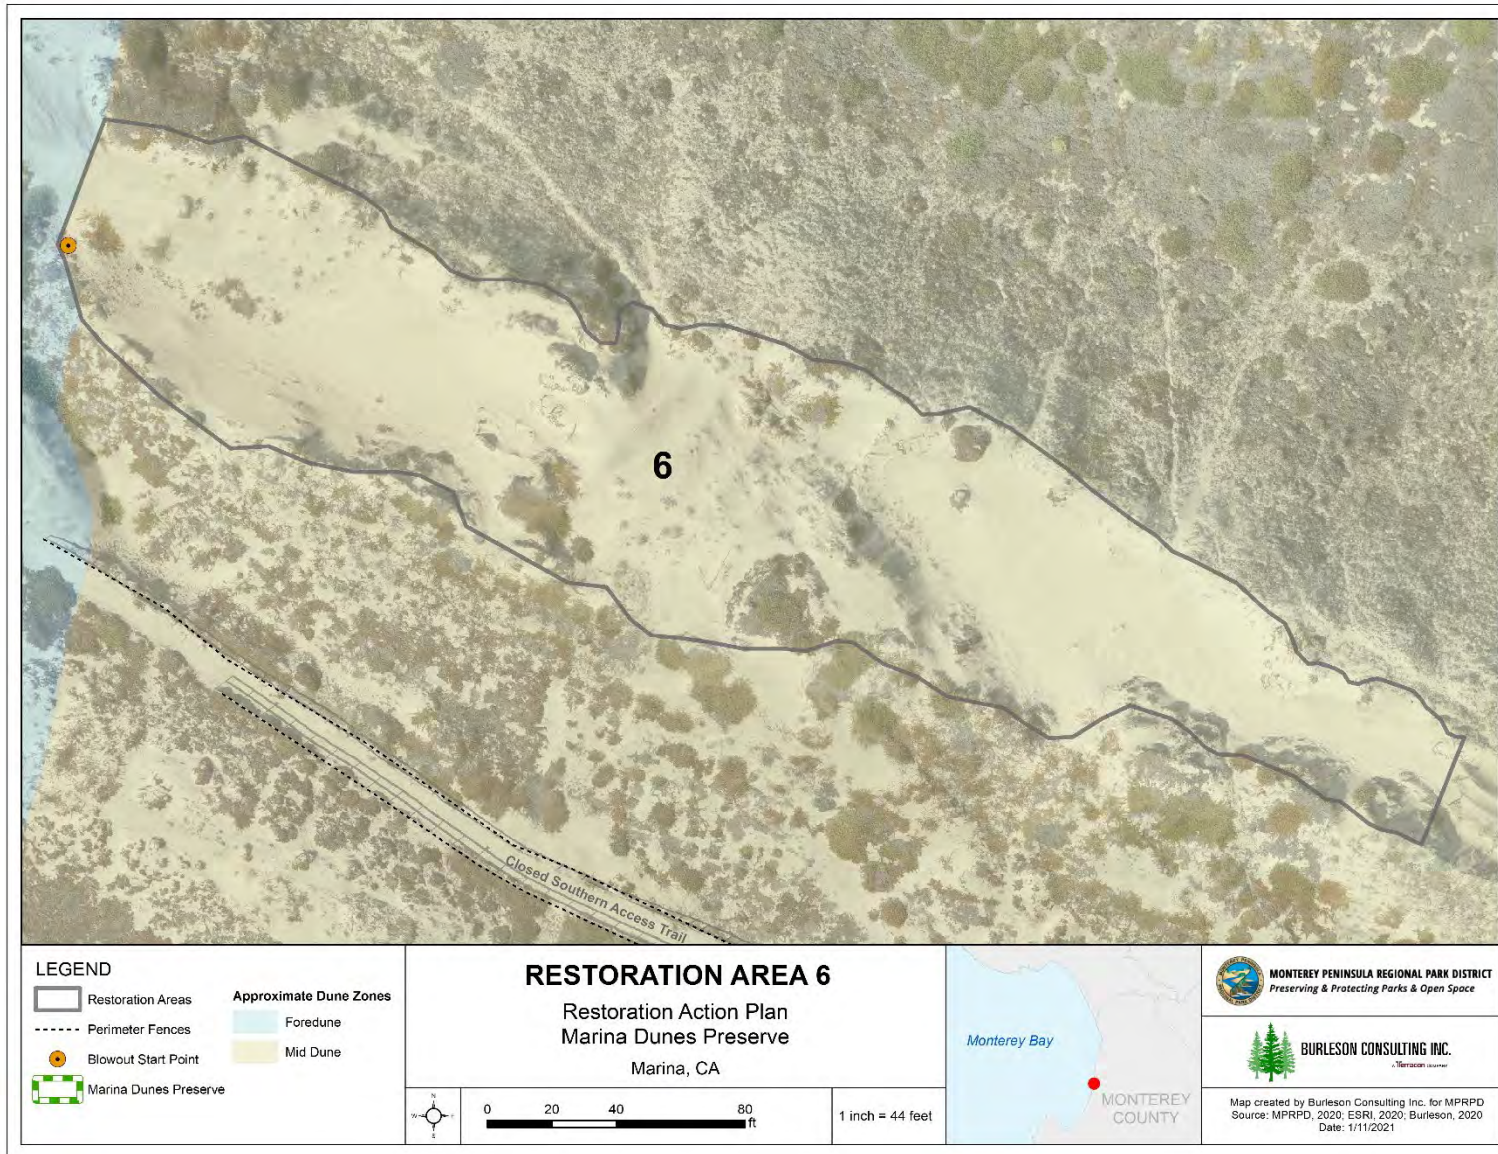 6
Closed Southern Access Trail
LEGEND
Restoration Areas
Perimeter Fences
Blowout Start Point
Marina Dunes Preserve
Approximate Dune Zones
Foredune
Mid Dune
RESTORATION AREA 6
Restoration Action Plan
Marina Dunes Preserve
Marina, CA
N
W
E
S
0 20 40 80
ft
1 inch = 44 feet
Monterey Bay
MONTEREY
COUNTY
MONTEREY PENINSULA REGIONAL PARK DISTRICT
Preserving & Protecting Parks & Open Space
BURLESON CONSULTING INC.
A Terracon COMPANY
Map created by Burleson Consulting Inc. for MPRPD
Source: MPRPD, 2020; ESRI, 2020; Burleson, 2020
Date: 1/11/2021